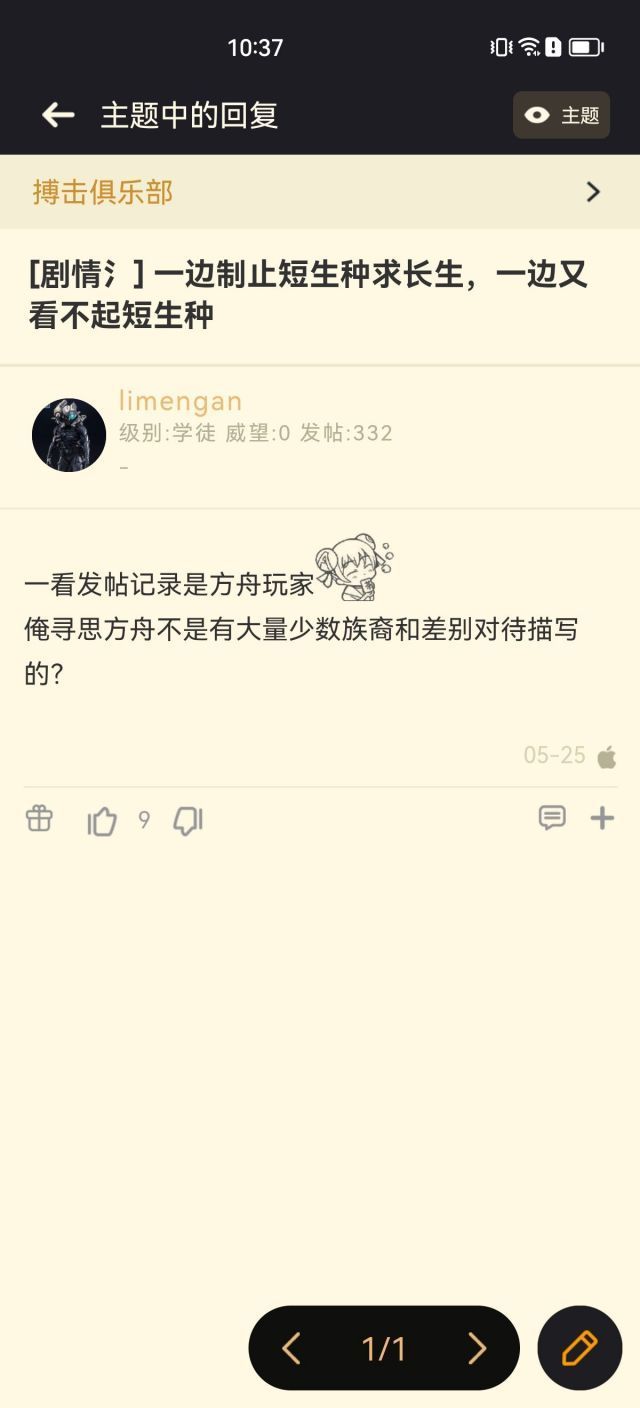 10:37
主题中的回复
主题
搏击俱乐部
[剧情氵] 一边制止短生种求长生，一边又
看不起短生种
limengan
级别:学徒 威望:0 发帖:332
-
一看发帖记录是方舟玩家
俺寻思方舟不是有大量少数族裔和差别对待描写
的?
05-25
9
1/1